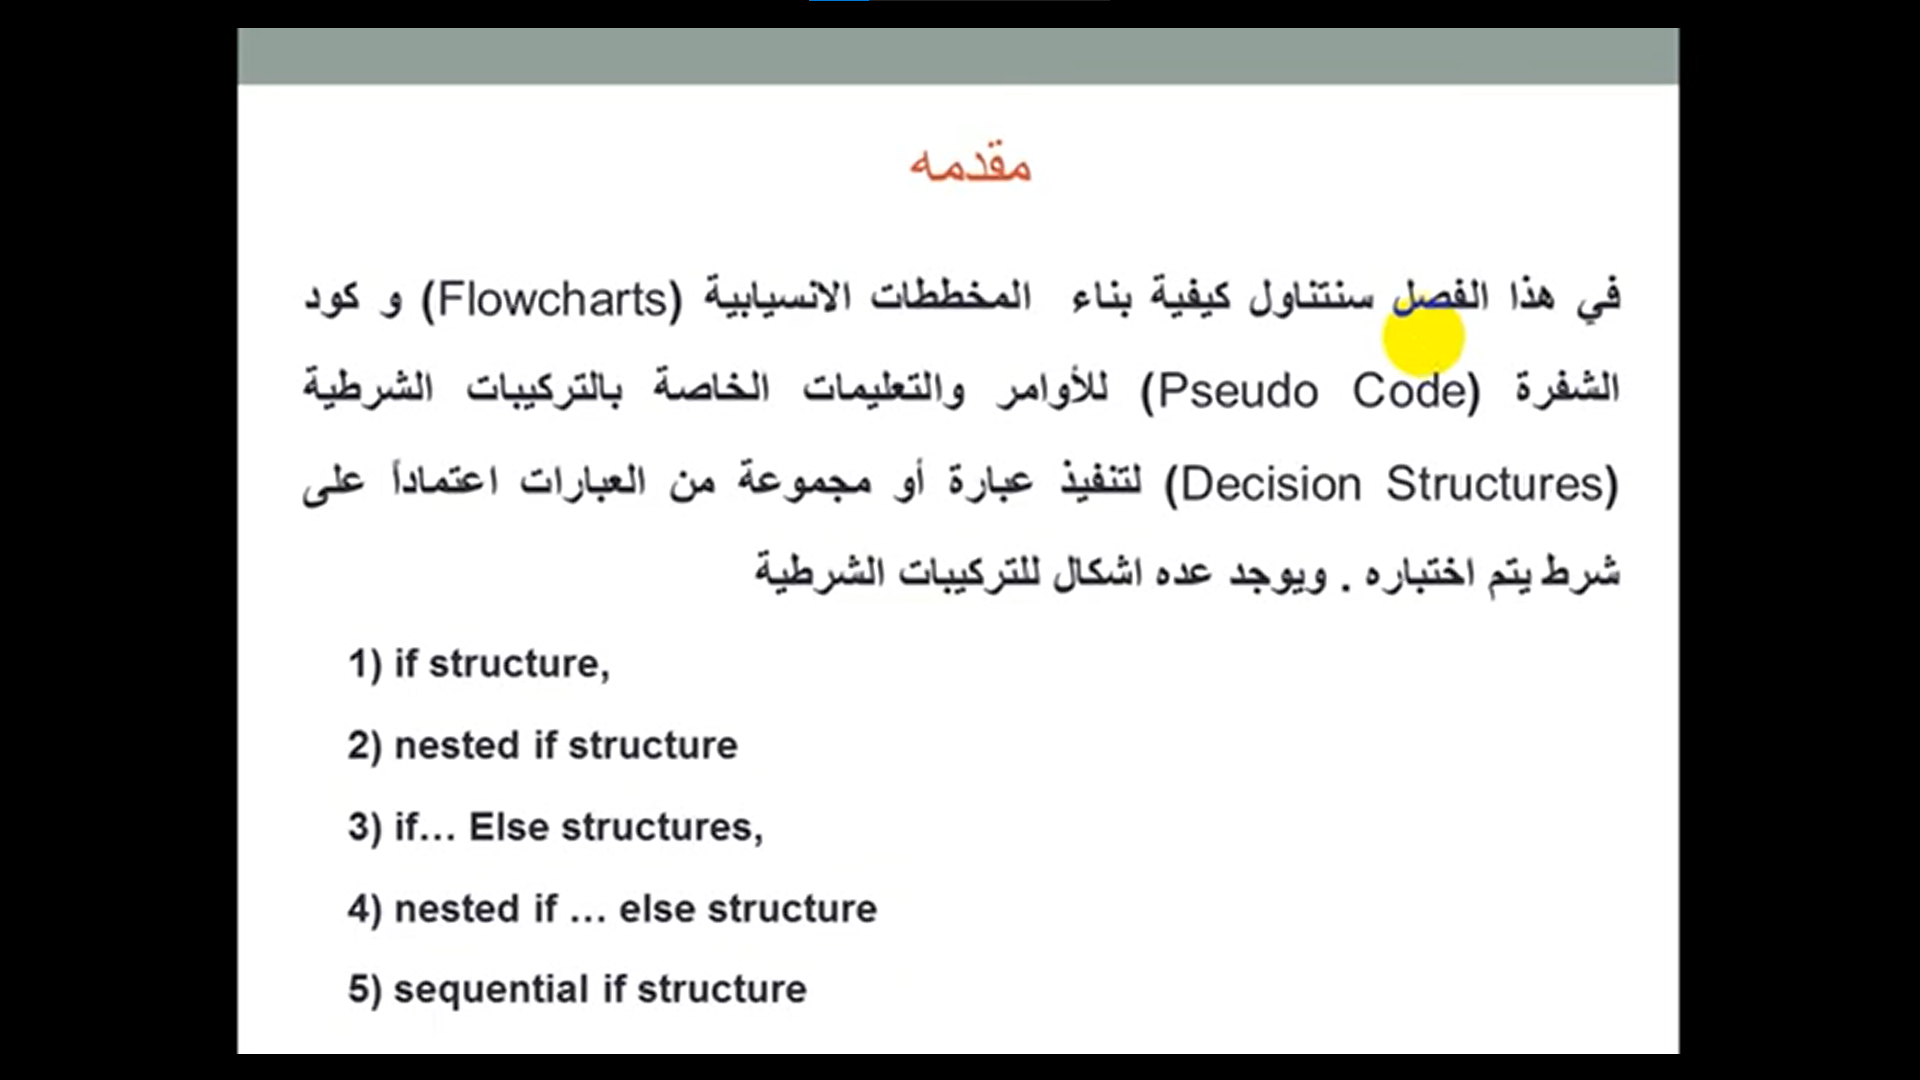 مقدمه
في هذا الفصل سنتناول كيفية بناء المخططات الانسيابية (Flowcharts) و كود
الشفرة (Pseudo Code) للأوامر والتعليمات الخاصة بالتركيبات الشرطية
(Decision Structures) لتنفيذ عبارة أو مجموعة من العبارات اعتماداً على
شرط يتم اختباره . ويوجد عده اشكال للتركيبات الشرطية
1) if structure,
2) nested if structure
3) if… Else structures,
4) nested if … else structure
5) sequential if structure